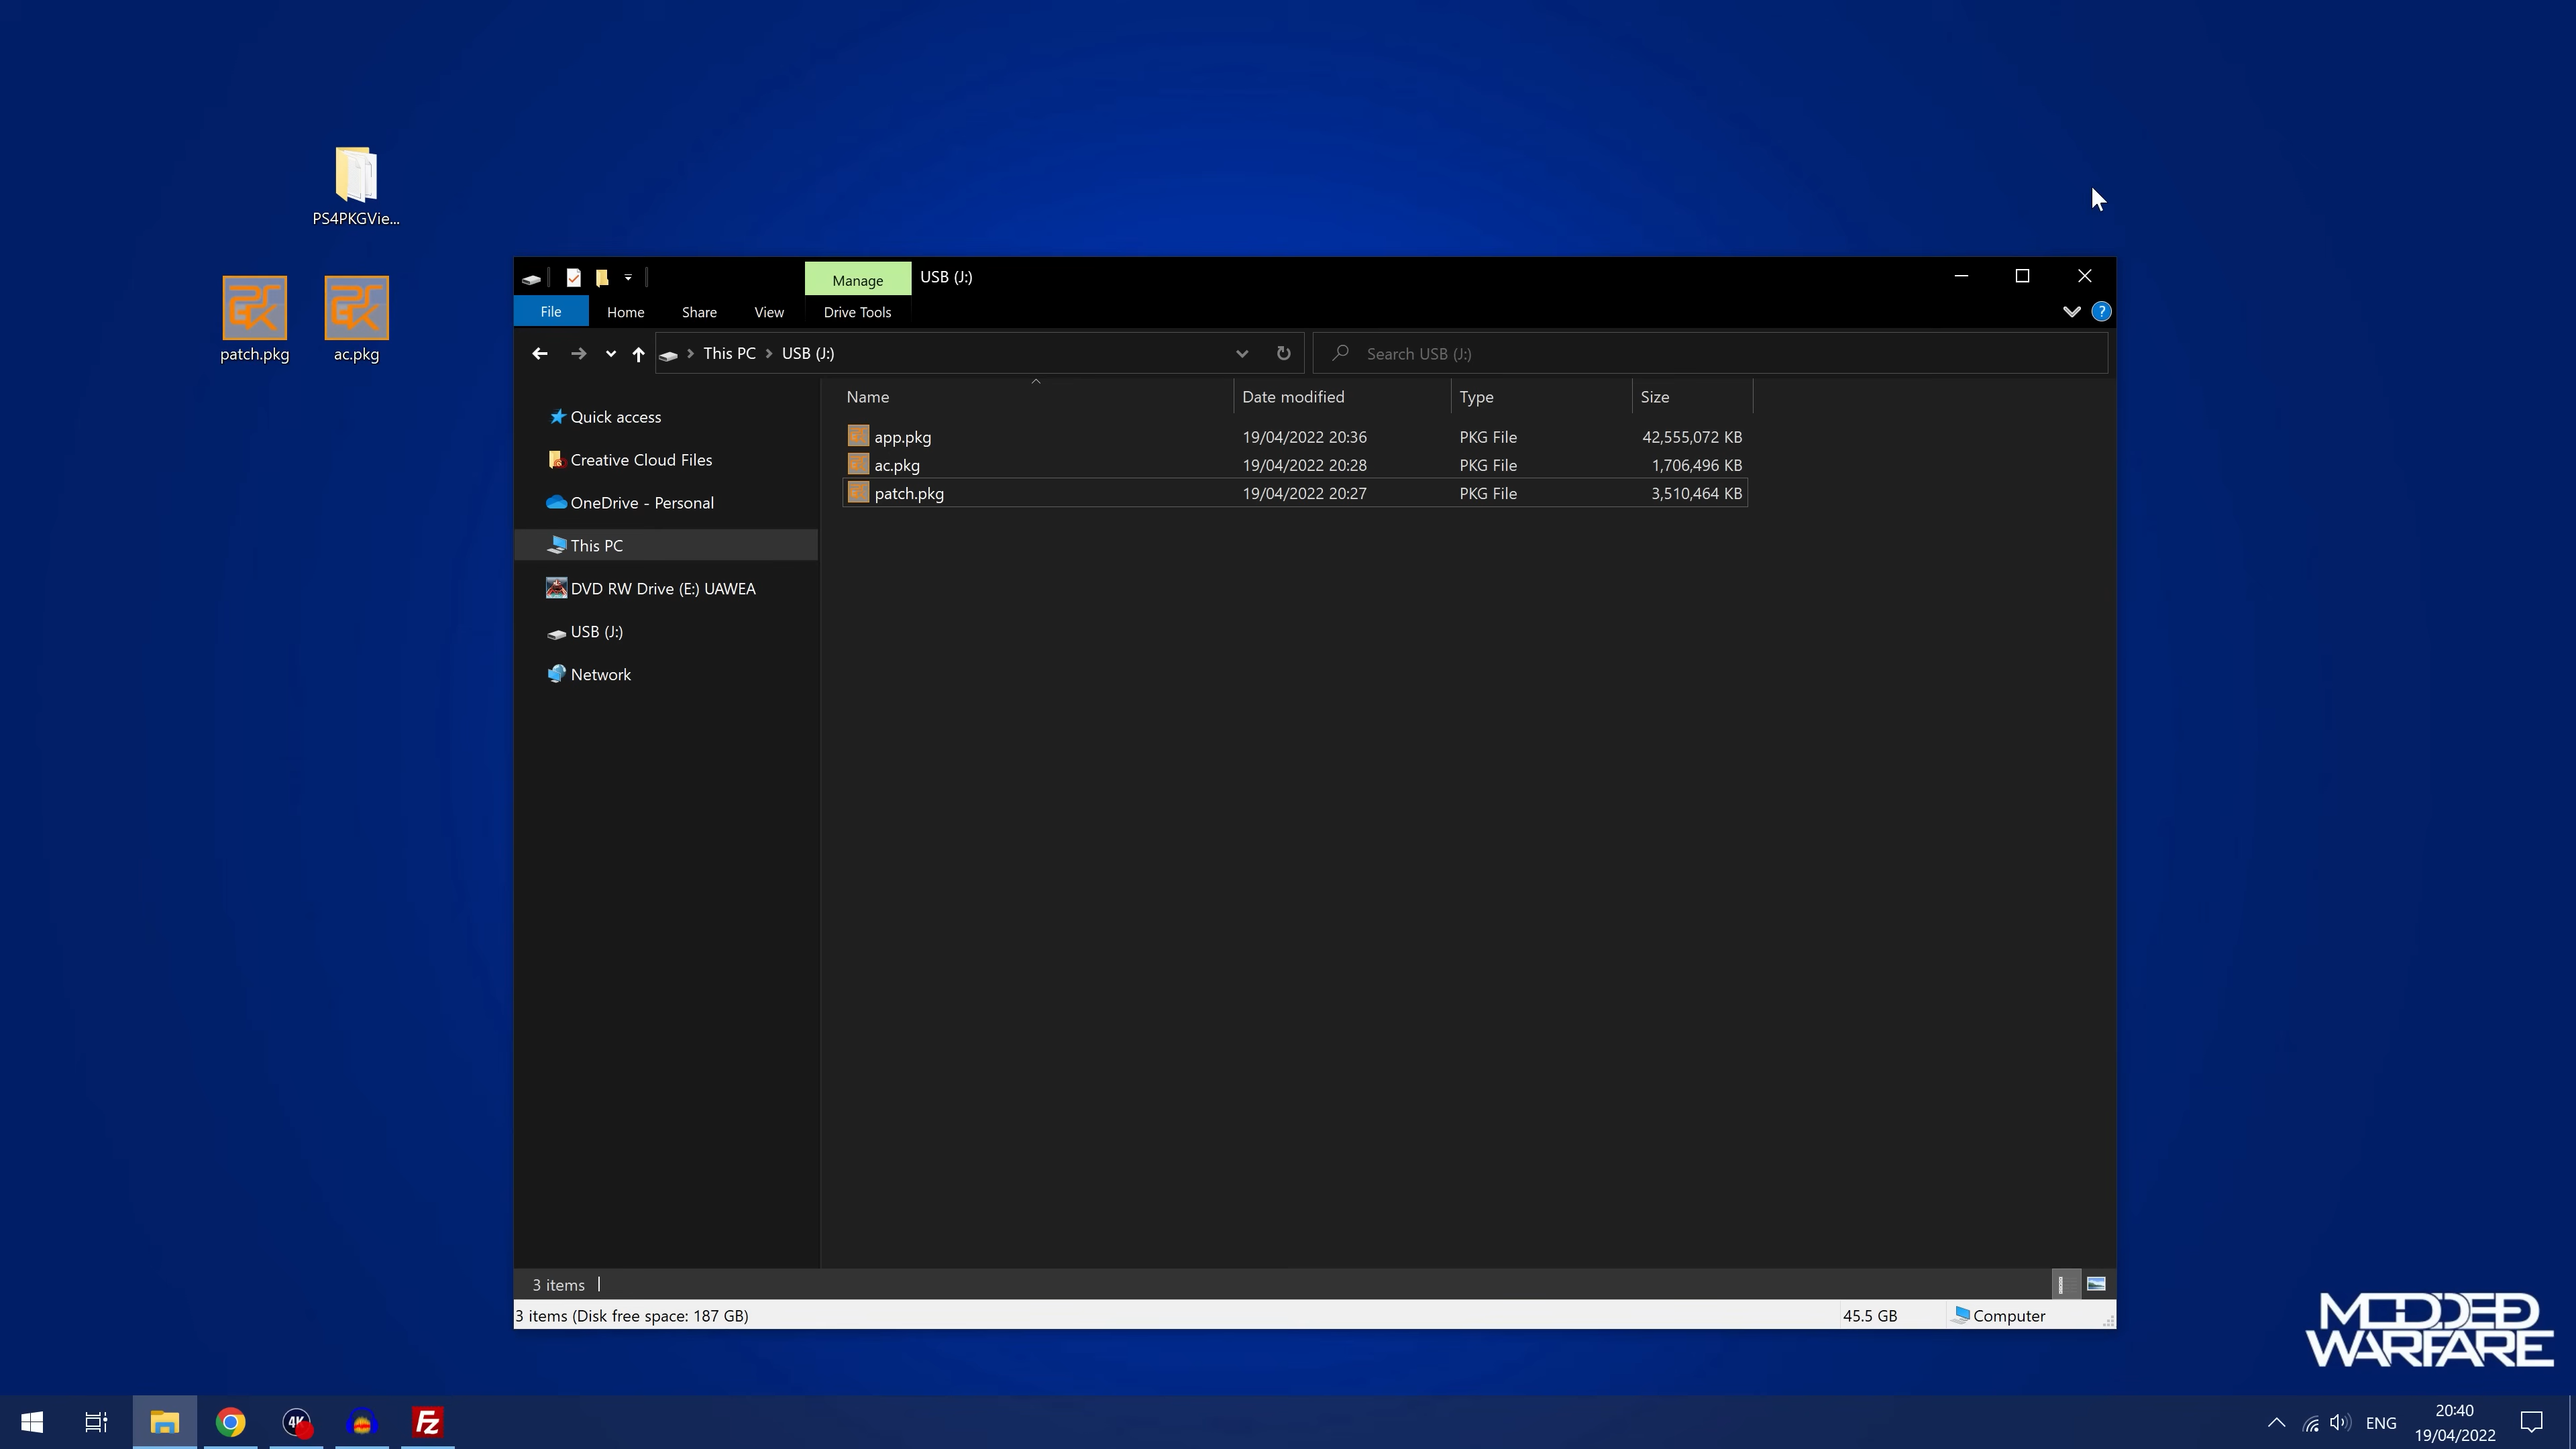 PS4PKGVie...
patch.pkg
ac.pkg
Manage
USB (J:)
File
Home
Share
View
Drive Tools
?
This PC
USB (J:)
Search USB (J:)
Quick access
Creative Cloud Files
OneDrive - Personal
This PC
DVD RW Drive (E:) UAWEA
USB (J:)
Network
Name Date modified Type Size
app.pkg 19/04/2022 20:36 PKG File 42,555,072 KB
ac.pkg 19/04/2022 20:28 PKG File 1,706,496 KB
patch.pkg 19/04/2022 20:27 PKG File 3,510,464 KB
3 items
3 items (Disk free space: 187 GB) 45.5 GB Computer
MODDED
WARFARE
4K
Fz
ENG
20:40
19/04/2022